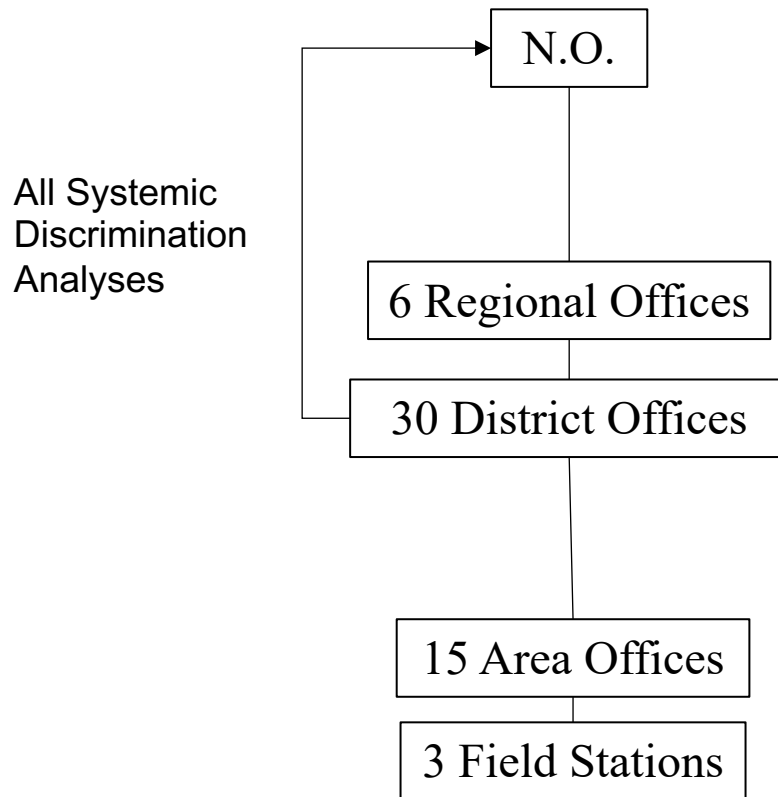 N.O.
All Systemic
Discrimination
Analyses
6 Regional Offices
30 District Offices
15 Area Offices
3 Field Stations